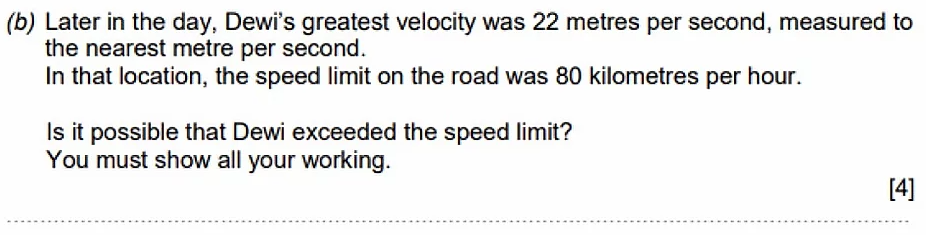 (b) Later in the day, Dewi's greatest velocity was 22 metres per second, measured to
the nearest metre per second.
In that location, the speed limit on the road was 80 kilometres per hour.
Is it possible that Dewi exceeded the speed limit?
You must show all your working.
[4]